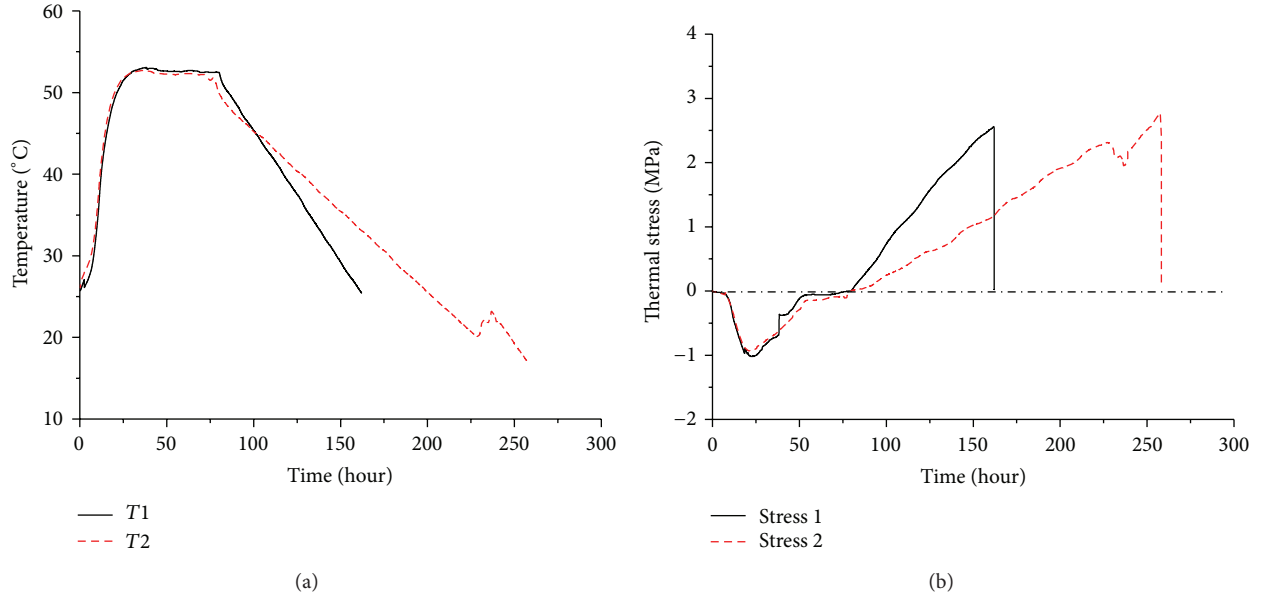 60
50
40
30
20
10
Temperature (°C)
0 50 100 150 200 250 300
Time (hour)
T1
T2
(a)
4
3
2
1
0
−1
−2
Thermal stress (MPa)
0 50 100 150 200 250 300
Time (hour)
Stress 1
Stress 2
(b)